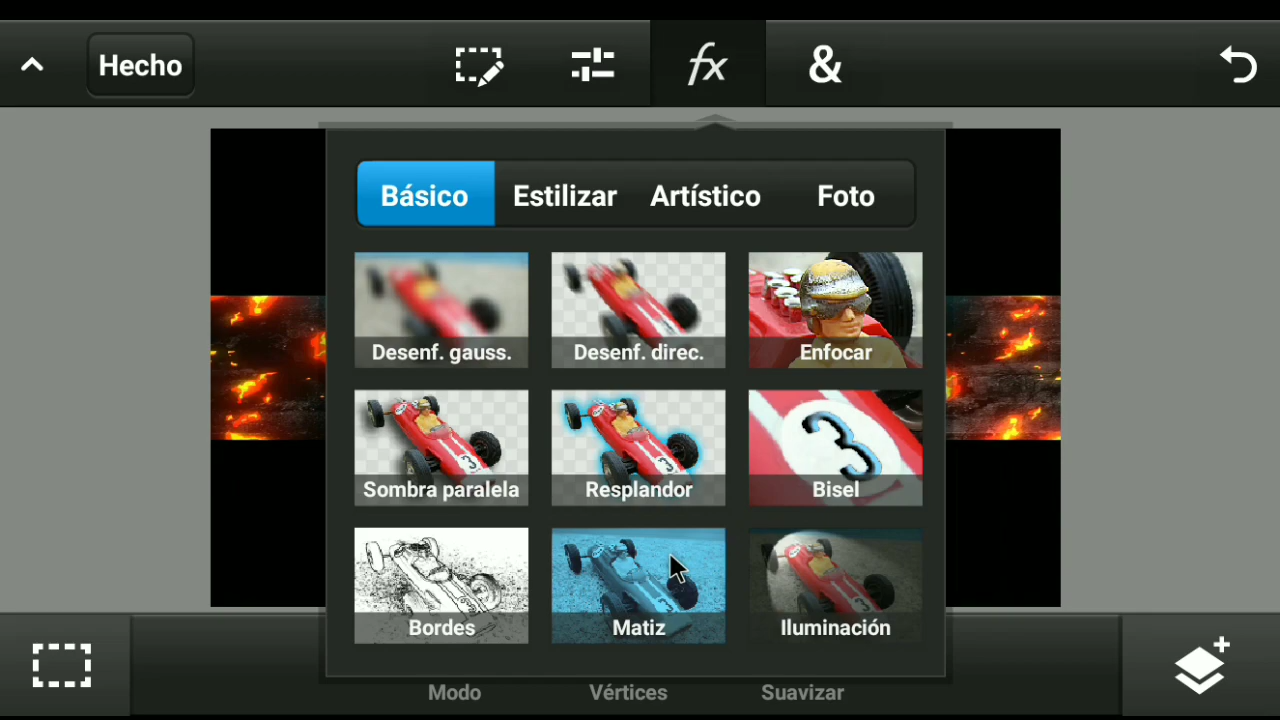 Hecho
fx
&
Básico Estilizar Artístico Foto
Desenf. gauss. Desenf. direc. Enfocar
Sombra paralela Resplandor Bisel
3
Bordes Matiz Iluminación
Modo Vértices Suavizar